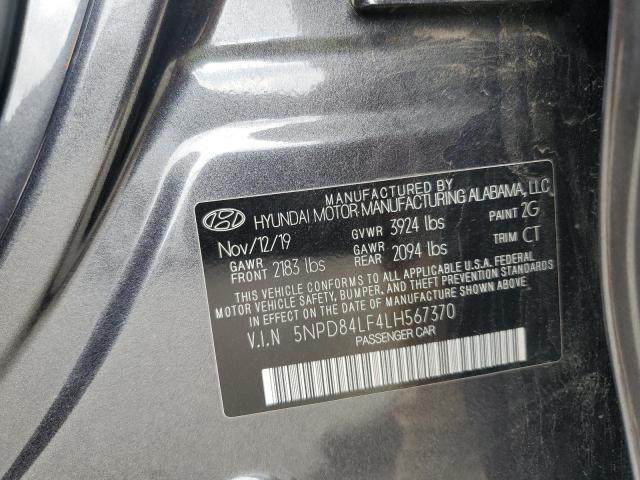 MANUFACTURED BY
HYUNDAI MOTOR MANUFACTURING ALABAMA, LLC
Nov/12/19 GVWR 3924 lbs PAINT 2G
GAWR FRONT 2183 lbs GAWR REAR 2094 lbs TRIM CT
THIS VEHICLE CONFORMS TO ALL APPLICABLE U.S.A. FEDERAL
MOTOR VEHICLE SAFETY, BUMPER, AND THEFT PREVENTION STANDARDS
IN EFFECT ON THE DATE OF MANUFACTURE SHOWN ABOVE.
V.I.N 5NPD84LF4LH567370
PASSENGER CAR